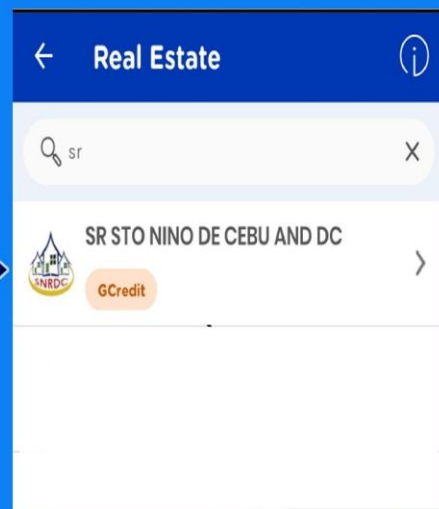 Real Estate
sr
SR STO NINO DE CEBU AND DC
SNRDC
GCredit